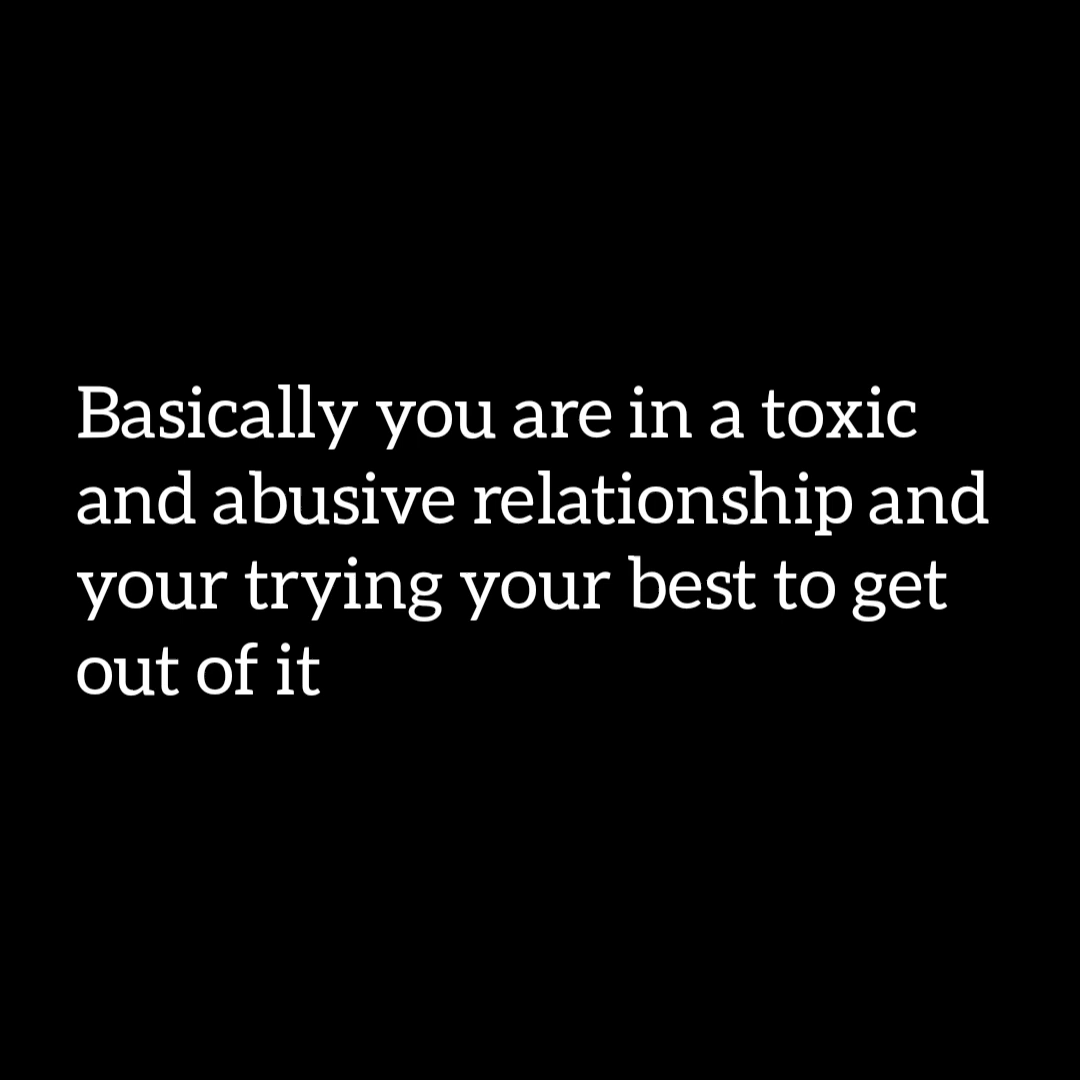 Basically you are in a toxic
and abusive relationship and
your trying your best to get
out of it